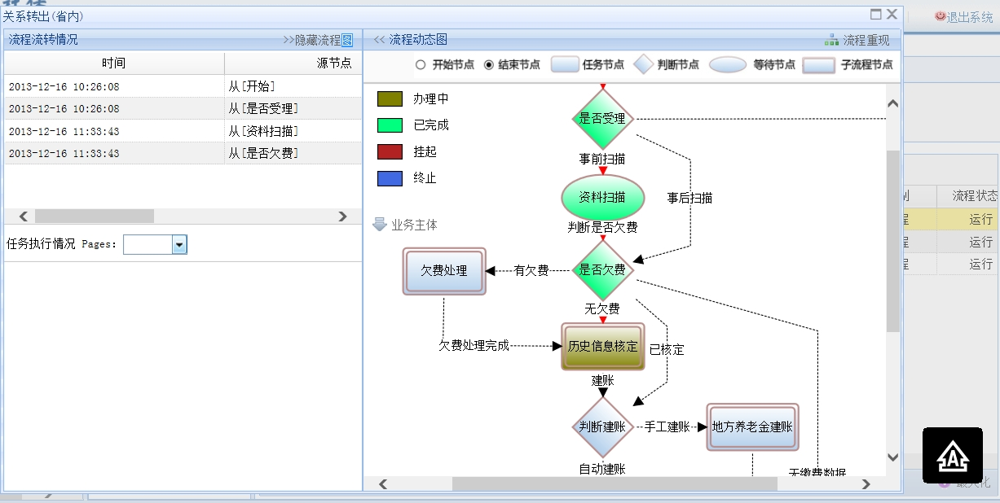 关系转出(省内)
退出系统
流程流转情况
>>隐藏流程图
<< 流程动态图
流程重现
时间
源节点
开始节点
结束节点
任务节点
判断节点
等待节点
子流程节点
2013-12-16 10:26:08
从[开始]
2013-12-16 10:26:08
从[是否受理]
2013-12-16 11:33:43
从[资料扫描]
2013-12-16 11:33:43
从[是否欠费]
任务执行情况 Pages:
办理中
已完成
挂起
终止
业务主体
是否受理
事前扫描
资料扫描
事后扫描
判断是否欠费
欠费处理
有欠费
是否欠费
无欠费
欠费处理完成
历史信息核定
已核定
建账
判断建账
手工建账
地方养老金建账
自动建账
无缴费数据
流程状态
运行
运行
运行
A
最大化